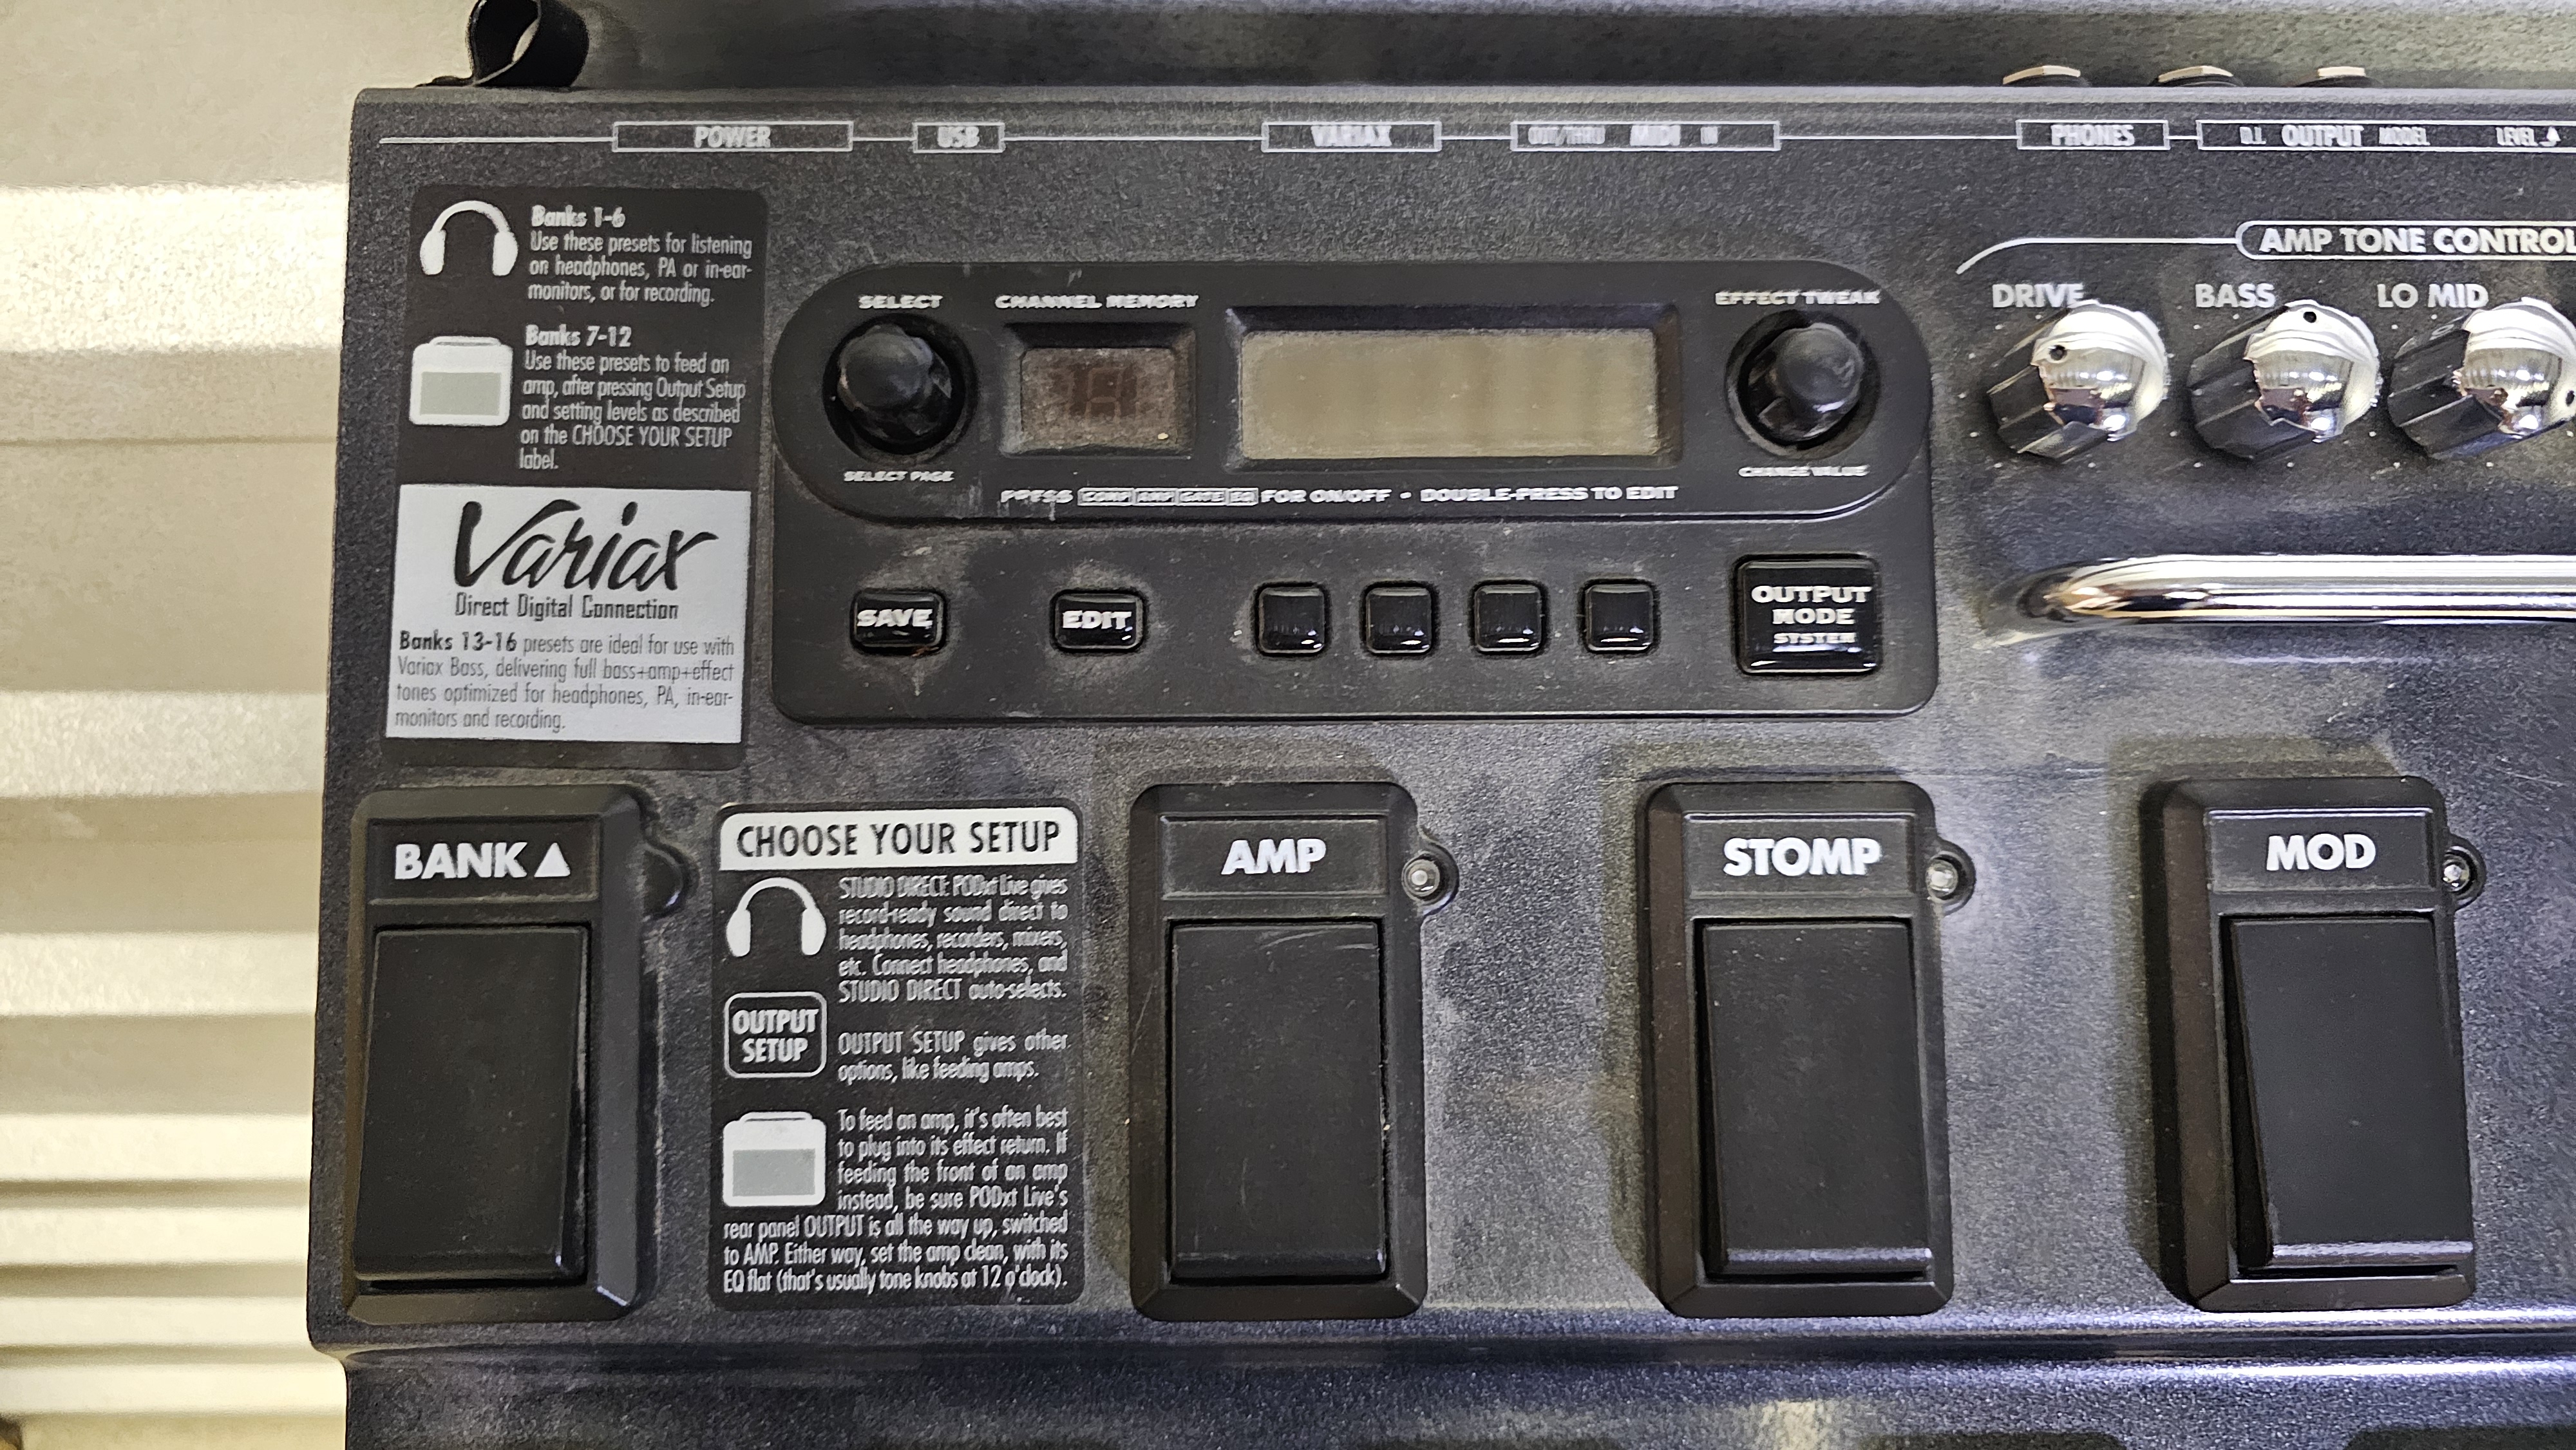 POWER
USB
VARIAX
OUT/THRU MIDI IN
PHONES
D.I. OUTPUT MODEL LEVEL
Banks 1-6
Use these presets for listening
on headphones, PA or in-ear-
monitors, or for recording.
Banks 7-12
Use these presets to feed an
amp, after pressing Output Setup
and setting levels as described
on the CHOOSE YOUR SETUP
label.
Variax
Direct Digital Connection
Banks 13-16 presets are ideal for use with
Variax Bass, delivering full bass+amp+effect
tones optimized for headphones, PA, in-ear-
monitors and recording.
SELECT
CHANNEL MEMORY
EFFECT TWEAK
SELECT PAGE
CHANGE VALUE
PRESS COMP AMP GATE EQ FOR ON/OFF • DOUBLE-PRESS TO EDIT
SAVE
EDIT
OUTPUT
MODE
SYSTEM
AMP TONE CONTROL
DRIVE
BASS
LO MID
BANK ▲
CHOOSE YOUR SETUP
STUDIO DIRECT: PODxt Live gives
record-ready sound direct to
headphones, recorders, mixers,
etc. Connect headphones, and
STUDIO DIRECT auto-selects.
OUTPUT
SETUP
OUTPUT SETUP gives other
options, like feeding amps.
To feed an amp, it's often best
to plug into its effect return. If
feeding the front of an amp
instead, be sure PODxt Live's
rear panel OUTPUT is all the way up, switched
to AMP. Either way, set the amp clean, with its
EQ flat (that's usually tone knobs at 12 o'clock).
AMP
STOMP
MOD